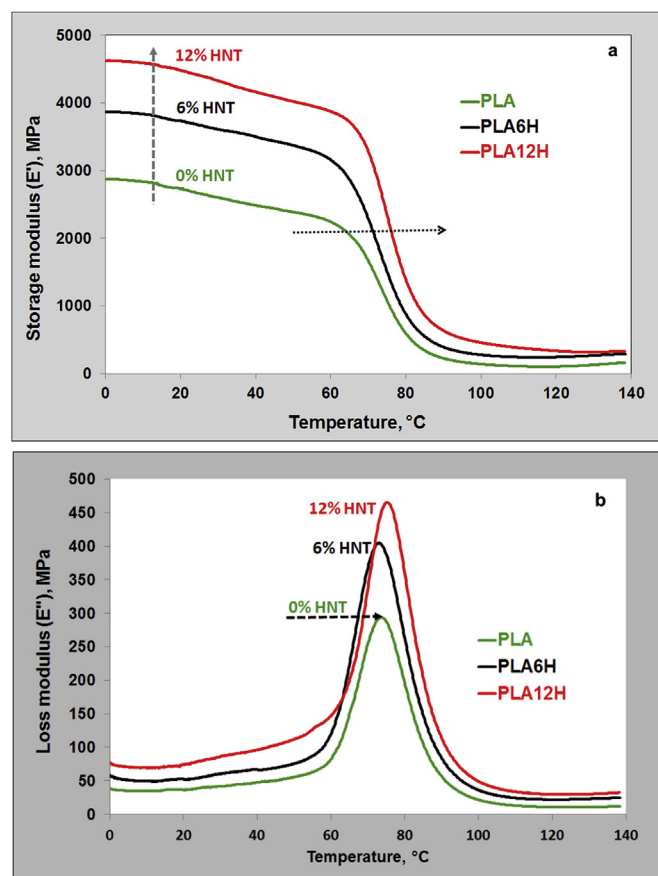 a
5000
4000
3000
2000
1000
0
Storage modulus (E'), MPa
12% HNT
6% HNT
0% HNT
PLA
PLA6H
PLA12H
0 20 40 60 80 100 120 140
Temperature, °C
b
500
450
400
350
300
250
200
150
100
50
0
Loss modulus (E''), MPa
12% HNT
6% HNT
0% HNT
PLA
PLA6H
PLA12H
0 20 40 60 80 100 120 140
Temperature, °C